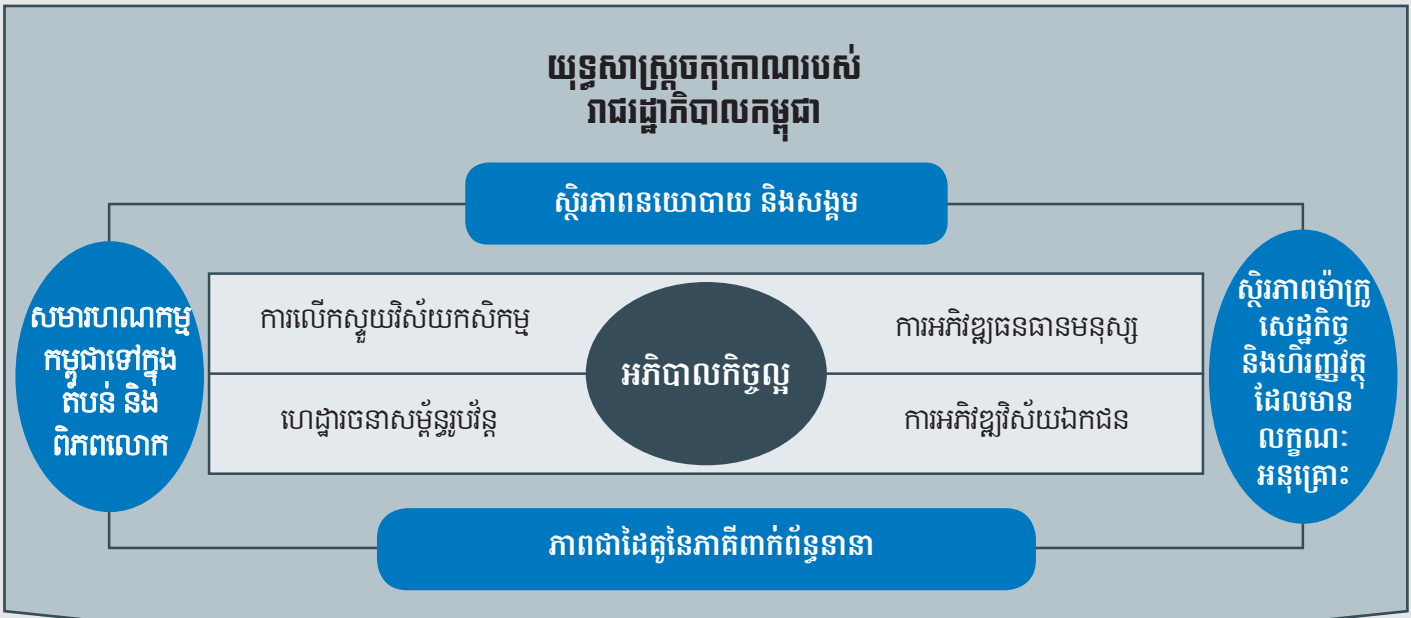 យុទ្ធសាស្ត្រចតុកោណរបស់
រាជរដ្ឋាភិបាលកម្ពុជា
ស្ថិរភាពនយោបាយ និងសង្គម
សមាហរណកម្ម
កម្ពុជាទៅក្នុង
តំបន់ និង
ពិភពលោក
ការលើកស្ទួយវិស័យកសិកម្ម
ហេដ្ឋារចនាសម្ព័ន្ធរូបវ័ន្ត
អភិបាលកិច្ចល្អ
ការអភិវឌ្ឍធនធានមនុស្ស
ការអភិវឌ្ឍវិស័យឯកជន
ស្ថិរភាពម៉ាក្រូ
សេដ្ឋកិច្ច
និងហិរញ្ញវត្ថុ
ដែលមាន
លក្ខណៈ
អនុគ្រោះ
ភាពជាដៃគូនៃភាគីពាក់ព័ន្ធនានា